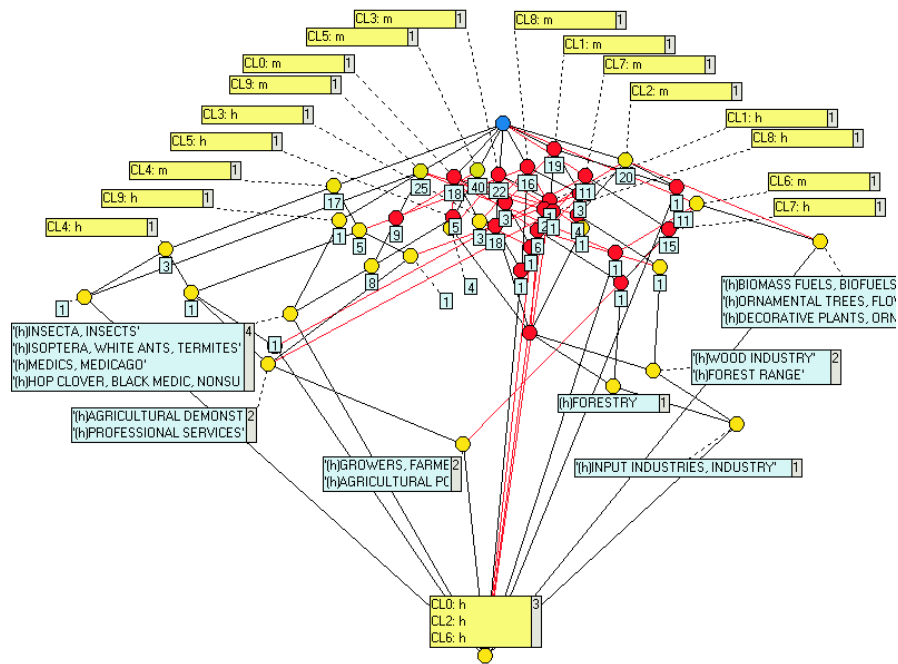 CL3: m 1
CL8: m 1
CL5: m 1
CL1: m 1
CL0: m 1
CL7: m 1
CL9: m 1
CL2: m 1
CL3: h 1
CL1: h 1
CL5: h 1
CL8: h 1
CL4: m 1
CL6: m 1
CL9: h 1
CL7: h 1
CL4: h 1
19
25
18
40
22
16
11
20
17
1
11
1
5
9
5
3
18
3
1
4
1
6
15
3
1
1
1
8
1
4
1
1
1
1
1
'(h)BIOMASS FUELS, BIOFUELS
'(h)ORNAMENTAL TREES, FLOV
'(h)DECORATIVE PLANTS, ORN
'(h)INSECTA, INSECTS' 4
'(h)ISOPTERA, WHITE ANTS, TERMITES'
'(h)MEDICS, MEDICAGO'
'(h)HOP CLOVER, BLACK MEDIC, NONSU
1
'(h)WOOD INDUSTRY' 2
'(h)FOREST RANGE'
(h)FORESTRY 1
'(h)AGRICULTURAL DEMONST 2
'(h)PROFESSIONAL SERVICES'
'(h)GROWERS, FARME 2
'(h)AGRICULTURAL PO
'(h)INPUT INDUSTRIES, INDUSTRY' 1
CL0: h 3
CL2: h
CL6: h